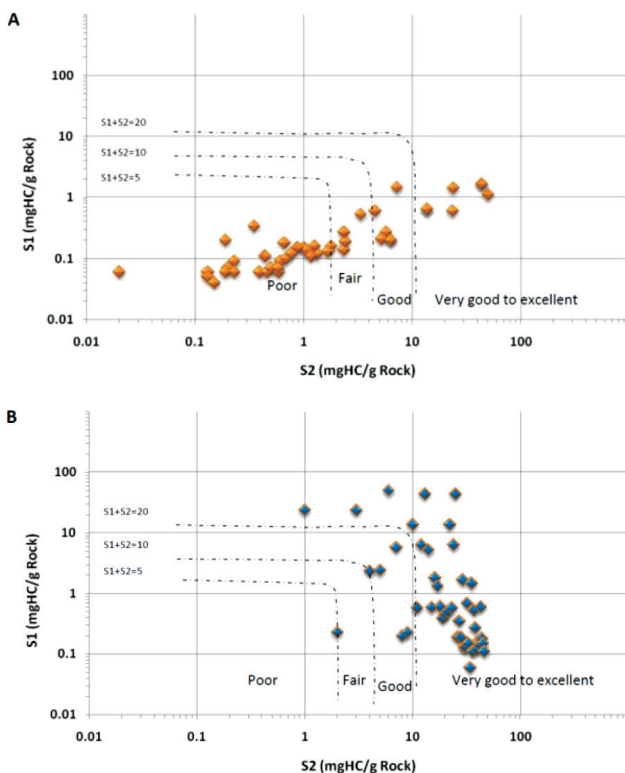 A
100
S1+S2=20
10
S1+S2=10
S1+S2=5
1
0.1
Poor Fair Good Very good to excellent
0.01
0.01 0.1 1 10 100
S1 (mgHC/g Rock)
S2 (mgHC/g Rock)
B
100
S1+S2=20
10
S1+S2=10
S1+S2=5
1
0.1
Poor Fair Good Very good to excellent
0.01
0.01 0.1 1 10 100
S1 (mgHC/g Rock)
S2 (mgHC/g Rock)